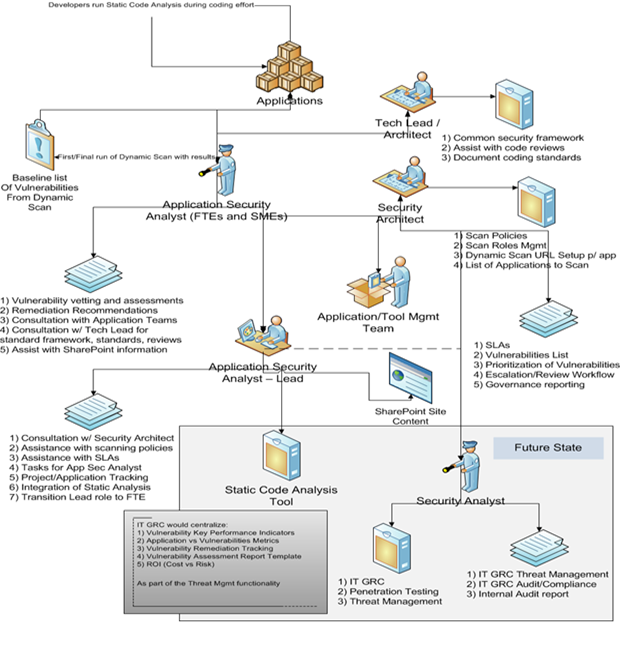 Developers run Static Code Analysis during coding effort
Applications
Tech Lead /
Architect
1) Common security framework
2) Assist with code reviews
3) Document coding standards
First/Final run of Dynamic Scan with results
Baseline list
Of Vulnerabilities
From Dynamic
Scan
Application Security
Analyst (FTEs and SMEs)
Security
Architect
1) Scan Policies
2) Scan Roles Mgmt
3) Dynamic Scan URL Setup p/ app
4) List of Applications to Scan
1) Vulnerability vetting and assessments
2) Remediation Recommendations
3) Consultation with Application Teams
4) Consultation w/ Tech Lead for
standard framework, standards, reviews
5) Assist with SharePoint information
Application/Tool Mgmt
Team
1) SLAs
2) Vulnerabilities List
3) Prioritization of Vulnerabilities
4) Escalation/Review Workflow
5) Governance reporting
Application Security
Analyst – Lead
SharePoint Site
Content
1) Consultation w/ Security Architect
2) Assistance with scanning policies
3) Assistance with SLAs
4) Tasks for App Sec Analyst
5) Project/Application Tracking
6) Integration of Static Analysis
7) Transition Lead role to FTE
Future State
Static Code Analysis
Tool
Security Analyst
IT GRC would centralize:
1) Vulnerability Key Performance Indicators
2) Application vs Vulnerabilities Metrics
3) Vulnerability Remediation Tracking
4) Vulnerability Assessment Report Template
5) ROI (Cost vs Risk)
As part of the Threat Mgmt functionality
1) IT GRC
2) Penetration Testing
3) Threat Management
1) IT GRC Threat Management
2) IT GRC Audit/Compliance
3) Internal Audit report